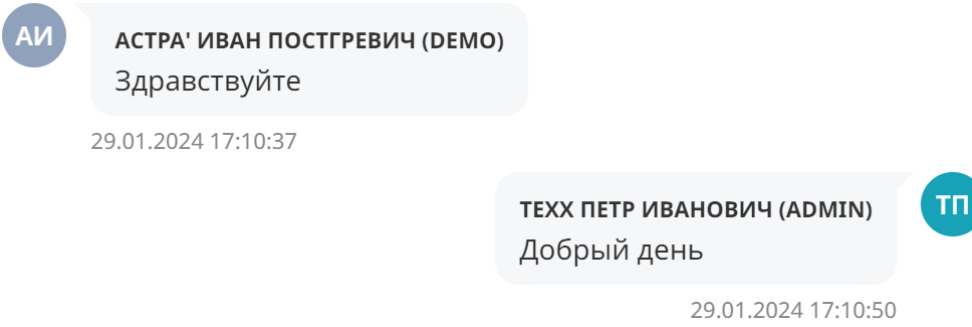 АИ
АСТРА' ИВАН ПОСТГРЕВИЧ (DEMO)
Здравствуйте
29.01.2024 17:10:37
ТЕХХ ПЕТР ИВАНОВИЧ (ADMIN)
ТП
Добрый день
29.01.2024 17:10:50